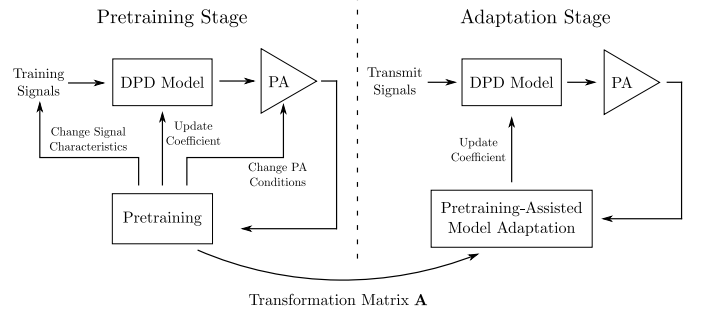 Pretraining Stage
Training
Signals
DPD Model
PA
Change Signal
Characteristics
Update
Coefficient
Change PA
Conditions
Pretraining
Adaptation Stage
Transmit
Signals
DPD Model
PA
Update
Coefficient
Pretraining-Assisted
Model Adaptation
Transformation Matrix A